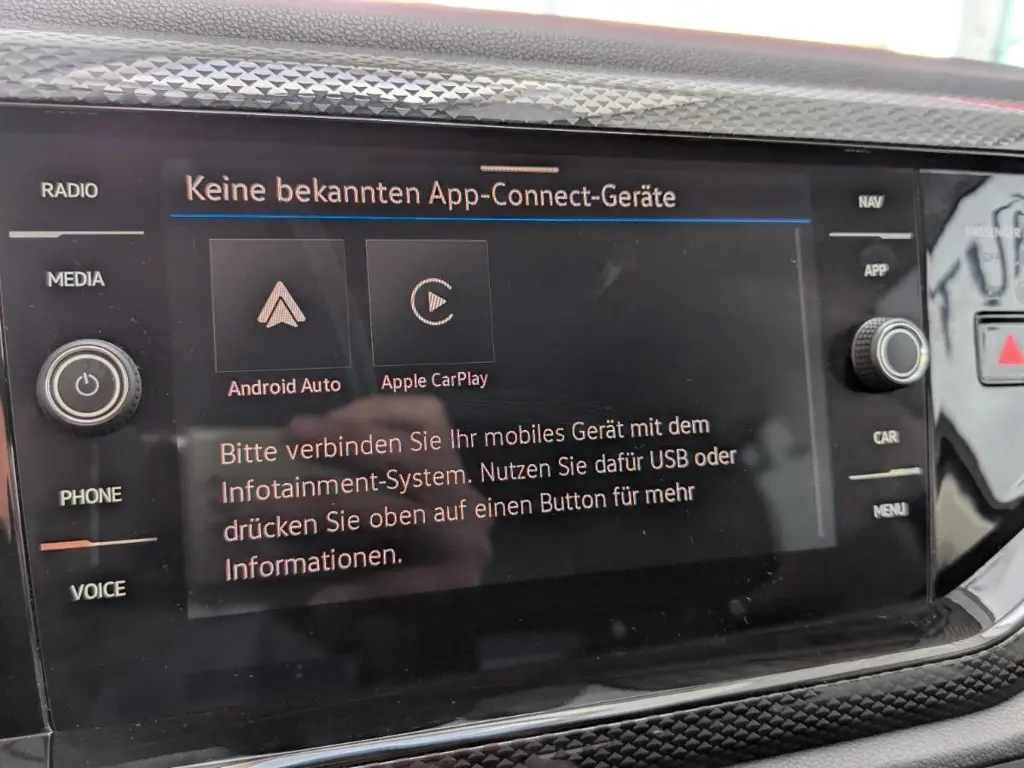 RADIO
MEDIA
PHONE
VOICE
Keine bekannten App-Connect-Geräte
Android Auto
Apple CarPlay
Bitte verbinden Sie Ihr mobiles Gerät mit dem
Infotainment-System. Nutzen Sie dafür USB oder
drücken Sie oben auf einen Button für mehr
Informationen.
NAV
APP
CAR
MENU